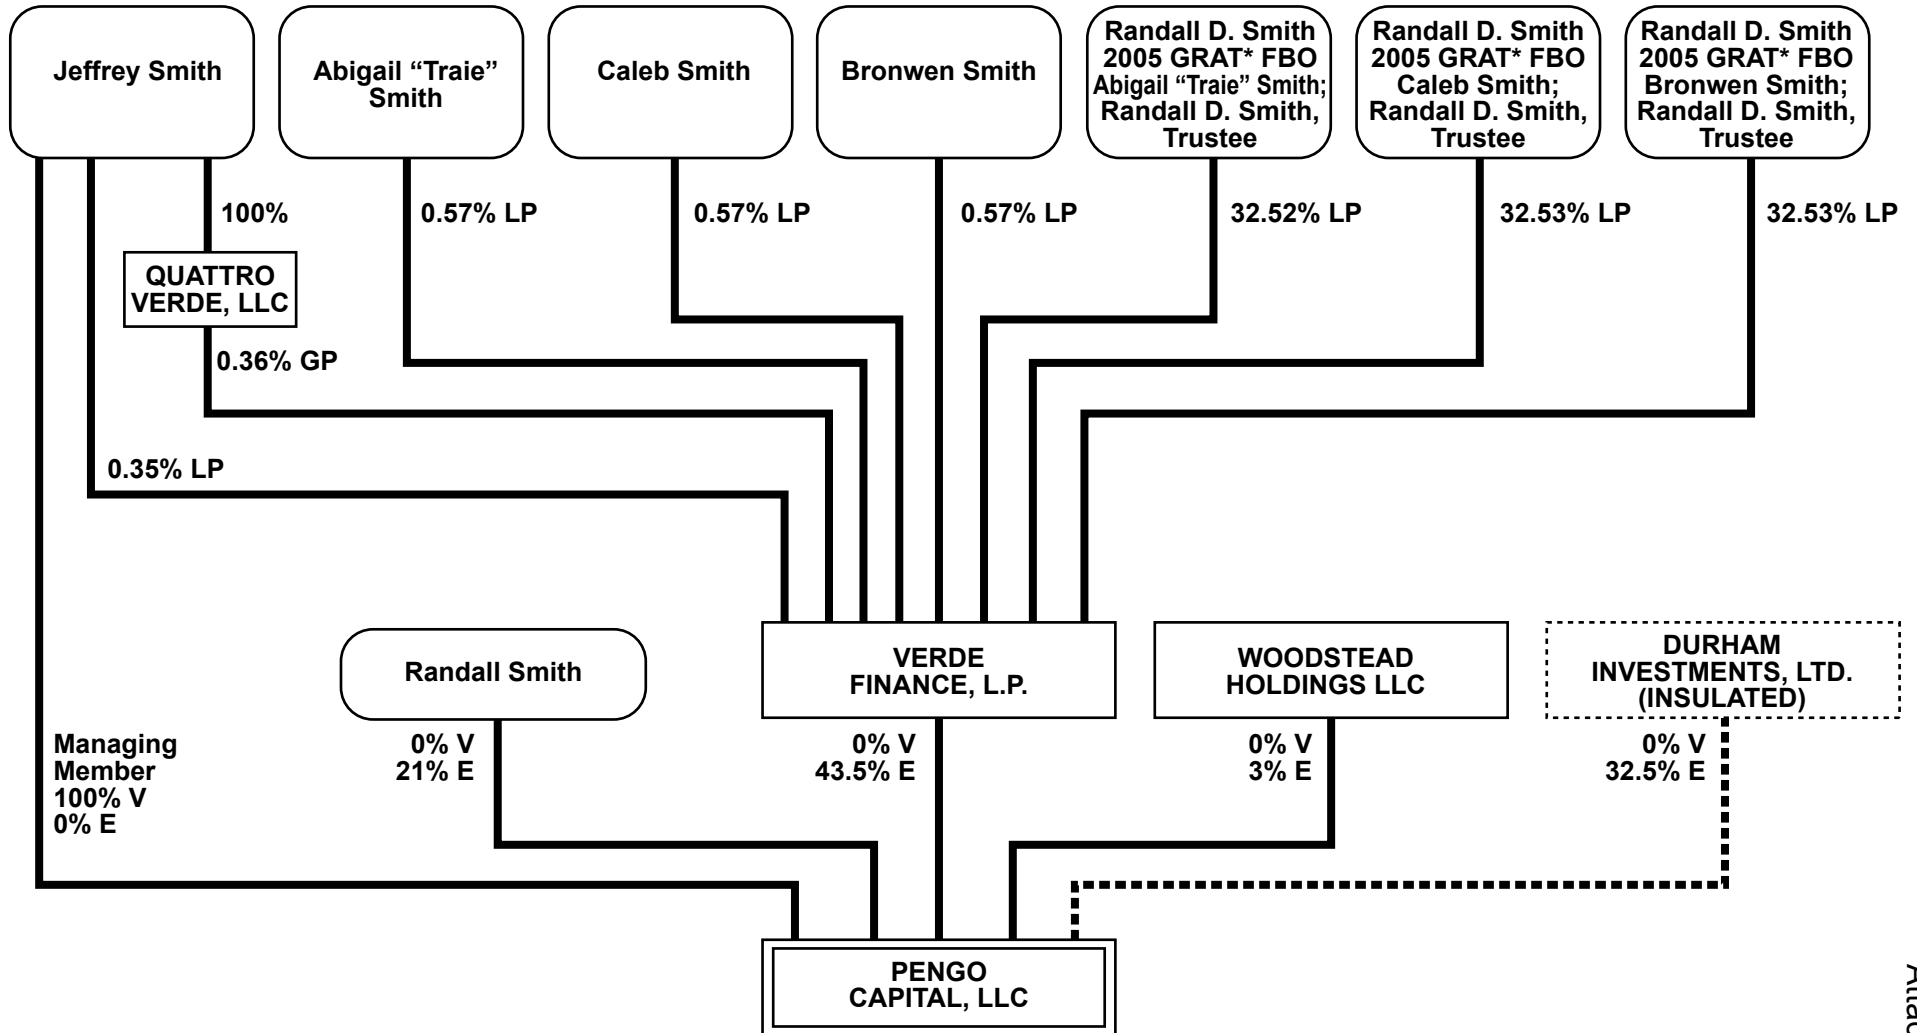 Jeffrey Smith
Abigail “Traie”
Smith
Caleb Smith
Bronwen Smith
Randall D. Smith
2005 GRAT* FBO
Abigail “Traie” Smith;
Randall D. Smith,
Trustee
Randall D. Smith
2005 GRAT* FBO
Caleb Smith;
Randall D. Smith,
Trustee
Randall D. Smith
2005 GRAT* FBO
Bronwen Smith;
Randall D. Smith,
Trustee
100%
0.57% LP
0.57% LP
0.57% LP
32.52% LP
32.53% LP
32.53% LP
QUATTRO
VERDE, LLC
0.36% GP
0.35% LP
Randall Smith
VERDE
FINANCE, L.P.
WOODSTEAD
HOLDINGS LLC
DURHAM
INVESTMENTS, LTD.
(INSULATED)
Managing
Member
100% V
0% E
0% V
21% E
0% V
43.5% E
0% V
3% E
0% V
32.5% E
PENGO
CAPITAL, LLC